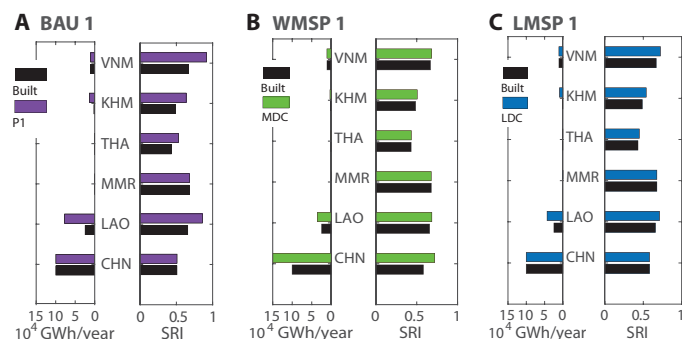 A BAU 1
Built
P1
VNM
KHM
THA
MMR
LAO
CHN
15 10 5 0
10⁴ GWh/year
0 0.5 1
SRI
B WMSP 1
Built
MDC
VNM
KHM
THA
MMR
LAO
CHN
15 10 5 0
10⁴ GWh/year
0 0.5 1
SRI
C LMSP 1
Built
LDC
VNM
KHM
THA
MMR
LAO
CHN
15 10 5 0
10⁴ GWh/year
0 0.5 1
SRI